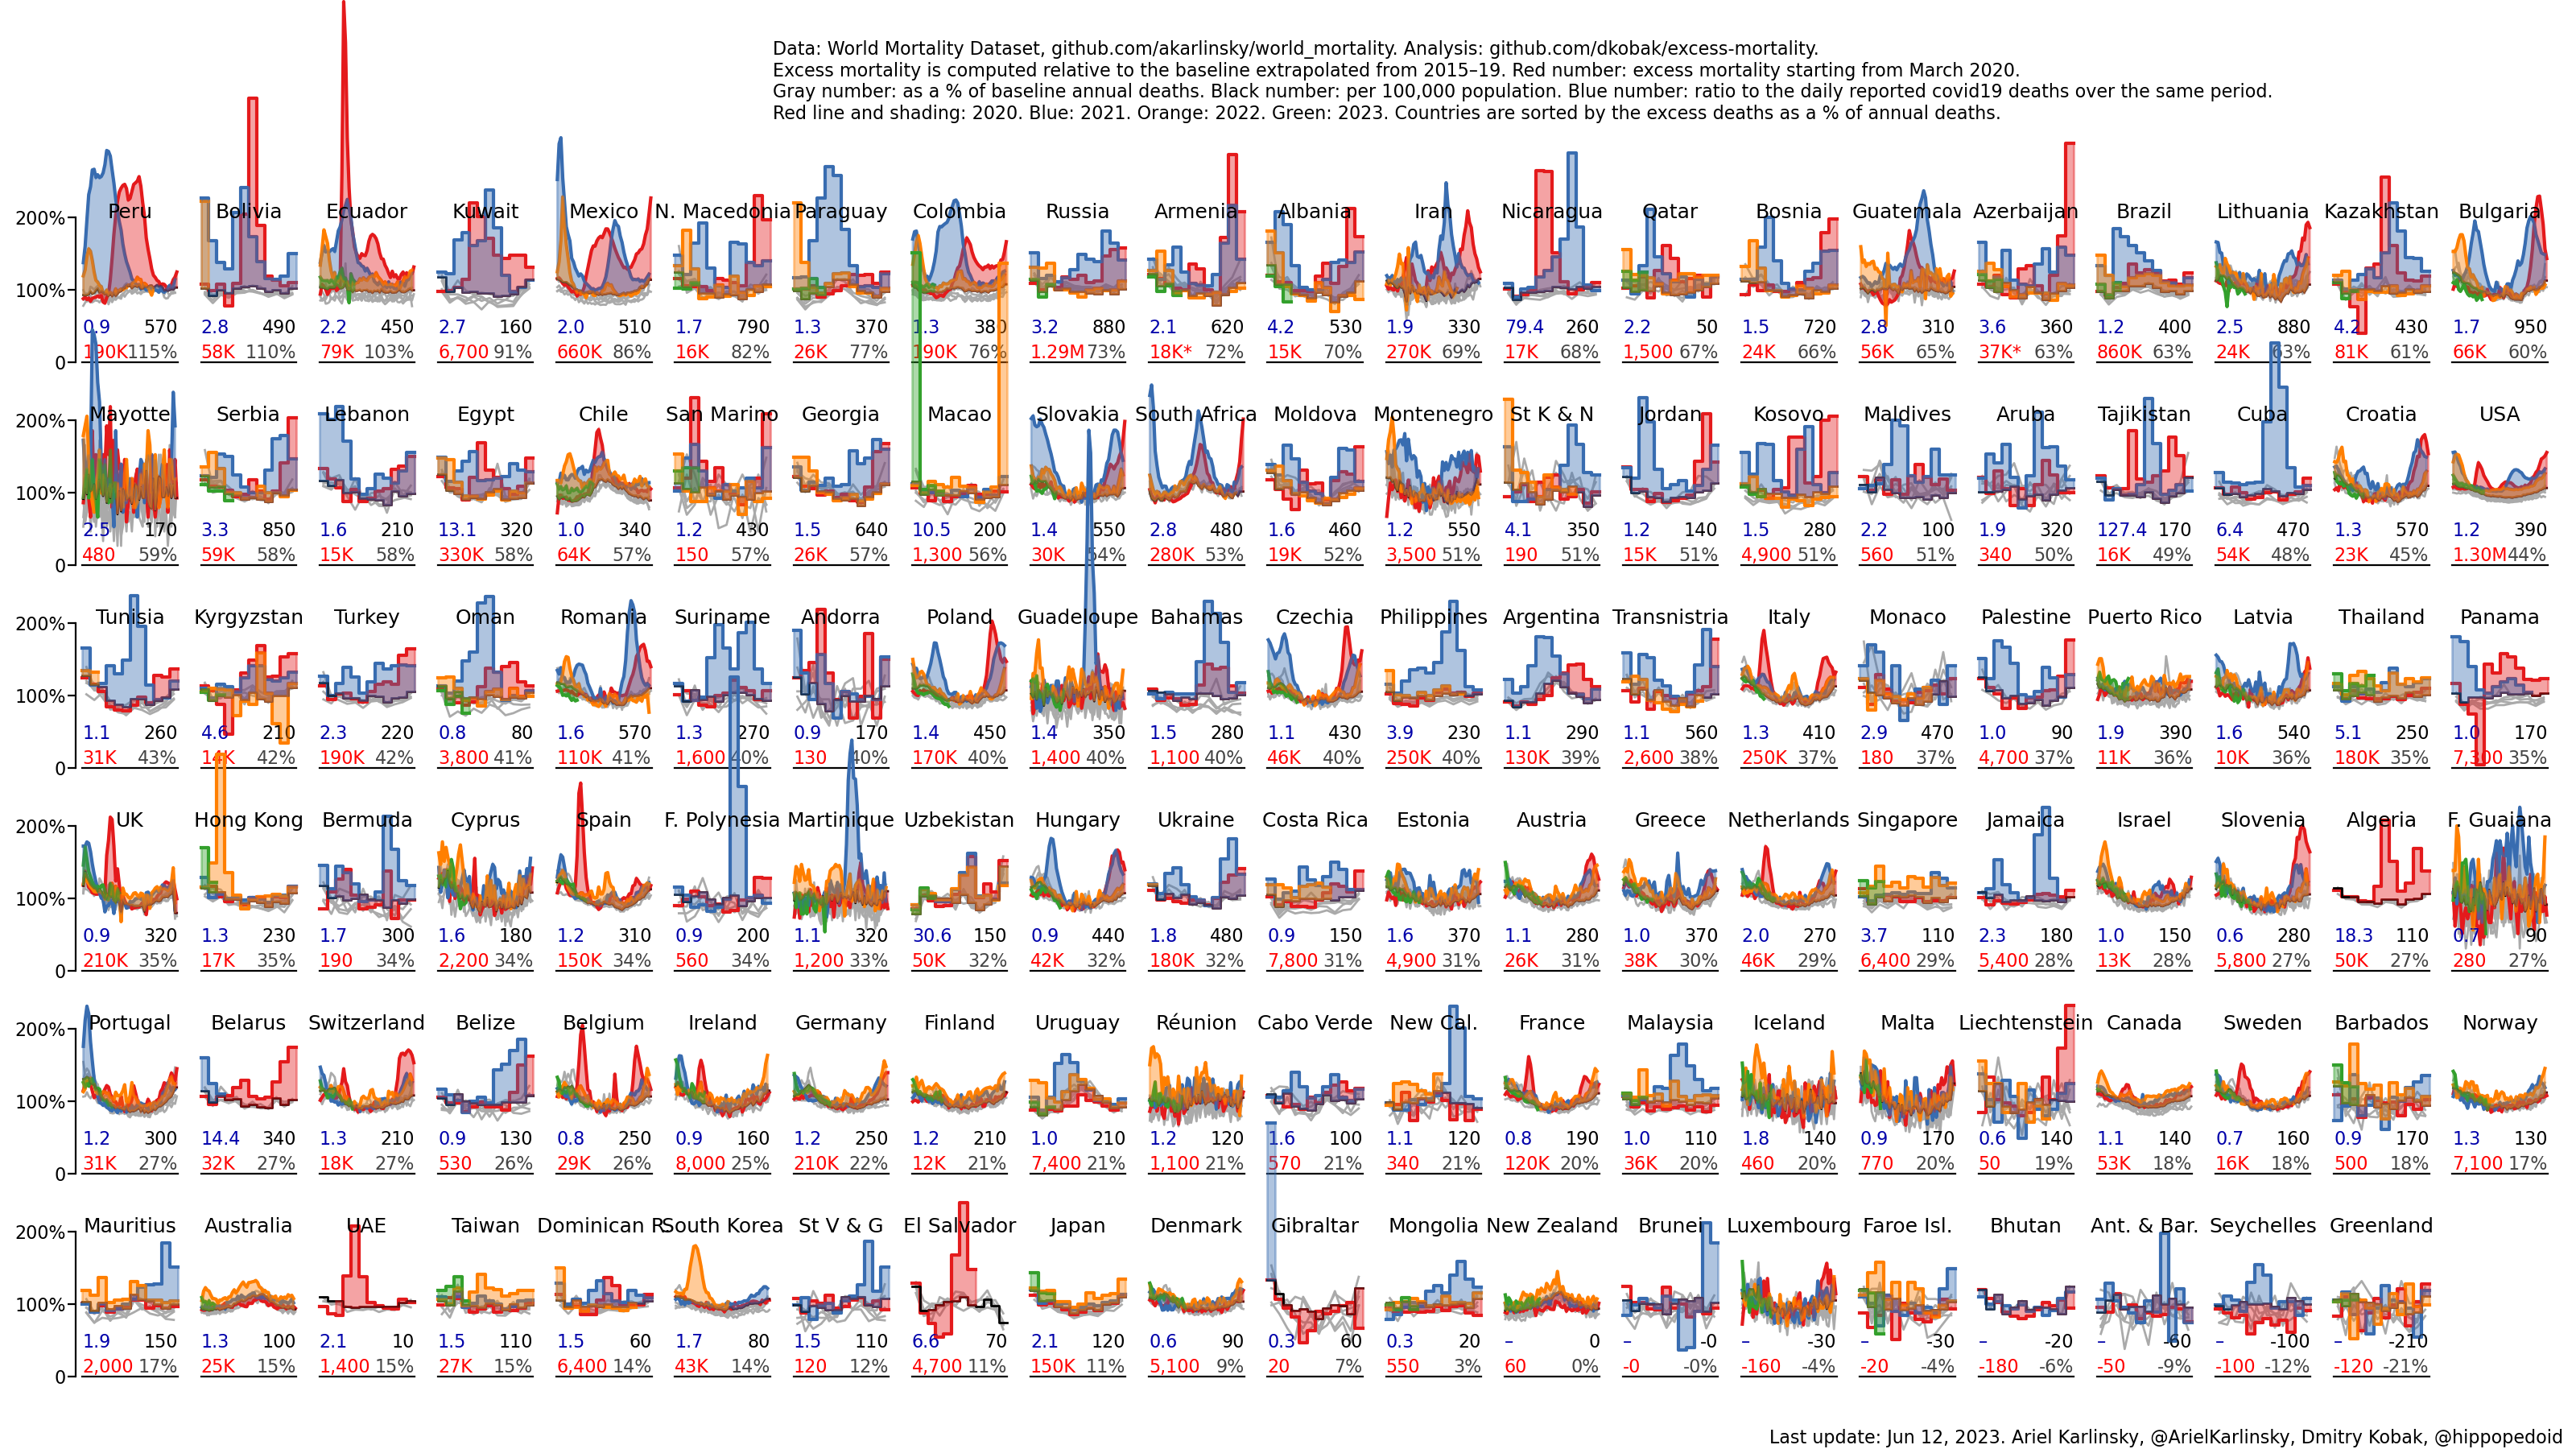 Data: World Mortality Dataset, github.com/akarlinsky/world_mortality. Analysis: github.com/dkobak/excess-mortality.
Excess mortality is computed relative to the baseline extrapolated from 2015–19. Red number: excess mortality starting from March 2020.
Gray number: as a % of baseline annual deaths. Black number: per 100,000 population. Blue number: ratio to the daily reported covid19 deaths over the same period.
Red line and shading: 2020. Blue: 2021. Orange: 2022. Green: 2023. Countries are sorted by the excess deaths as a % of annual deaths.
Peru Bolivia Ecuador Kuwait Mexico N. Macedonia Paraguay Colombia Russia Armenia Albania Iran Nicaragua Qatar Bosnia Guatemala Azerbaijan Brazil Lithuania Kazakhstan Bulgaria
200%
100%
0.9 570 2.8 490 2.2 450 2.7 160 2.0 510 1.7 790 1.3 370 1.3 380 3.2 880 2.1 620 4.2 530 1.9 330 79.4 260 2.2 50 1.5 720 2.8 310 3.6 360 1.2 400 2.5 880 4.2 430 1.7 950
190K 115% 58K 110% 79K 103% 6,700 91% 660K 86% 16K 82% 26K 77% 190K 76% 1.29M 73% 18K* 72% 15K 70% 270K 69% 17K 68% 1,500 67% 24K 66% 56K 65% 37K* 63% 860K 63% 24K 63% 81K 61% 66K 60%
0
Mayotte Serbia Lebanon Egypt Chile San Marino Georgia Macao Slovakia South Africa Moldova Montenegro St K & N Jordan Kosovo Maldives Aruba Tajikistan Cuba Croatia USA
200%
100%
2.5 170 3.3 850 1.6 210 13.1 320 1.0 340 1.2 430 1.5 640 10.5 200 1.4 550 2.8 480 1.6 460 1.2 550 4.1 350 1.2 140 1.5 280 2.2 100 1.9 320 127.4 170 6.4 470 1.3 570 1.2 390
480 59% 59K 58% 15K 58% 330K 58% 64K 57% 150 57% 26K 57% 1,300 56% 30K 54% 280K 53% 19K 52% 3,500 51% 190 51% 15K 51% 4,900 51% 560 51% 340 50% 16K 49% 54K 48% 23K 45% 1.30M 44%
0
Tunisia Kyrgyzstan Turkey Oman Romania Suriname Andorra Poland Guadeloupe Bahamas Czechia Philippines Argentina Transnistria Italy Monaco Palestine Puerto Rico Latvia Thailand Panama
200%
100%
1.1 260 4.6 210 2.3 220 0.8 80 1.6 570 1.3 270 0.9 170 1.4 450 1.4 350 1.5 280 1.1 430 3.9 230 1.1 290 1.1 560 1.3 410 2.9 470 1.0 90 1.9 390 1.6 540 5.1 250 1.0 170
31K 43% 14K 42% 190K 42% 3,800 41% 110K 41% 1,600 40% 130 40% 170K 40% 1,400 40% 1,100 40% 46K 40% 250K 40% 130K 39% 2,600 38% 250K 37% 180 37% 4,700 37% 11K 36% 10K 36% 180K 35% 7,300 35%
0
UK Hong Kong Bermuda Cyprus Spain F. Polynesia Martinique Uzbekistan Hungary Ukraine Costa Rica Estonia Austria Greece Netherlands Singapore Jamaica Israel Slovenia Algeria F. Guaiana
200%
100%
0.9 320 1.3 230 1.7 300 1.6 180 1.2 310 0.9 200 1.1 320 30.6 150 0.9 440 1.8 480 0.9 150 1.6 370 1.1 280 1.0 370 2.0 270 3.7 110 2.3 180 1.0 150 0.6 280 18.3 110 0.7 90
210K 35% 17K 35% 190 34% 2,200 34% 150K 34% 560 34% 1,200 33% 50K 32% 42K 32% 180K 32% 7,800 31% 4,900 31% 26K 31% 38K 30% 46K 29% 6,400 29% 5,400 28% 13K 28% 5,800 27% 50K 27% 280 27%
0
Portugal Belarus Switzerland Belize Belgium Ireland Germany Finland Uruguay Réunion Cabo Verde New Cal. France Malaysia Iceland Malta Liechtenstein Canada Sweden Barbados Norway
200%
100%
1.2 300 14.4 340 1.3 210 0.9 130 0.8 250 0.9 160 1.2 250 1.2 210 1.0 210 1.2 120 1.6 100 1.1 120 0.8 190 1.0 110 1.8 140 0.9 170 0.6 140 1.1 140 0.7 160 0.9 170 1.3 130
31K 27% 32K 27% 18K 27% 530 26% 29K 26% 8,000 25% 210K 22% 12K 21% 7,400 21% 1,100 21% 570 21% 340 21% 120K 20% 36K 20% 460 20% 770 20% 50 19% 53K 18% 16K 18% 500 18% 7,100 17%
0
Mauritius Australia UAE Taiwan Dominican R. South Korea St V & G El Salvador Japan Denmark Gibraltar Mongolia New Zealand Brunei Luxembourg Faroe Isl. Bhutan Ant. & Bar. Seychelles Greenland
200%
100%
1.9 150 1.3 100 2.1 10 1.5 110 1.5 60 1.7 80 1.5 110 6.6 70 2.1 120 0.6 90 0.3 60 0.3 20 – 0 – -0 – -30 – -30 – -20 – -60 – -100 – -210
2,000 17% 25K 15% 1,400 15% 27K 15% 6,400 14% 43K 14% 120 12% 4,700 11% 150K 11% 5,100 9% 20 7% 550 3% 60 0% -0 -0% -160 -4% -20 -4% -180 -6% -50 -9% -100 -12% -120 -21%
0
Last update: Jun 12, 2023. Ariel Karlinsky, @ArielKarlinsky, Dmitry Kobak, @hippopedoid